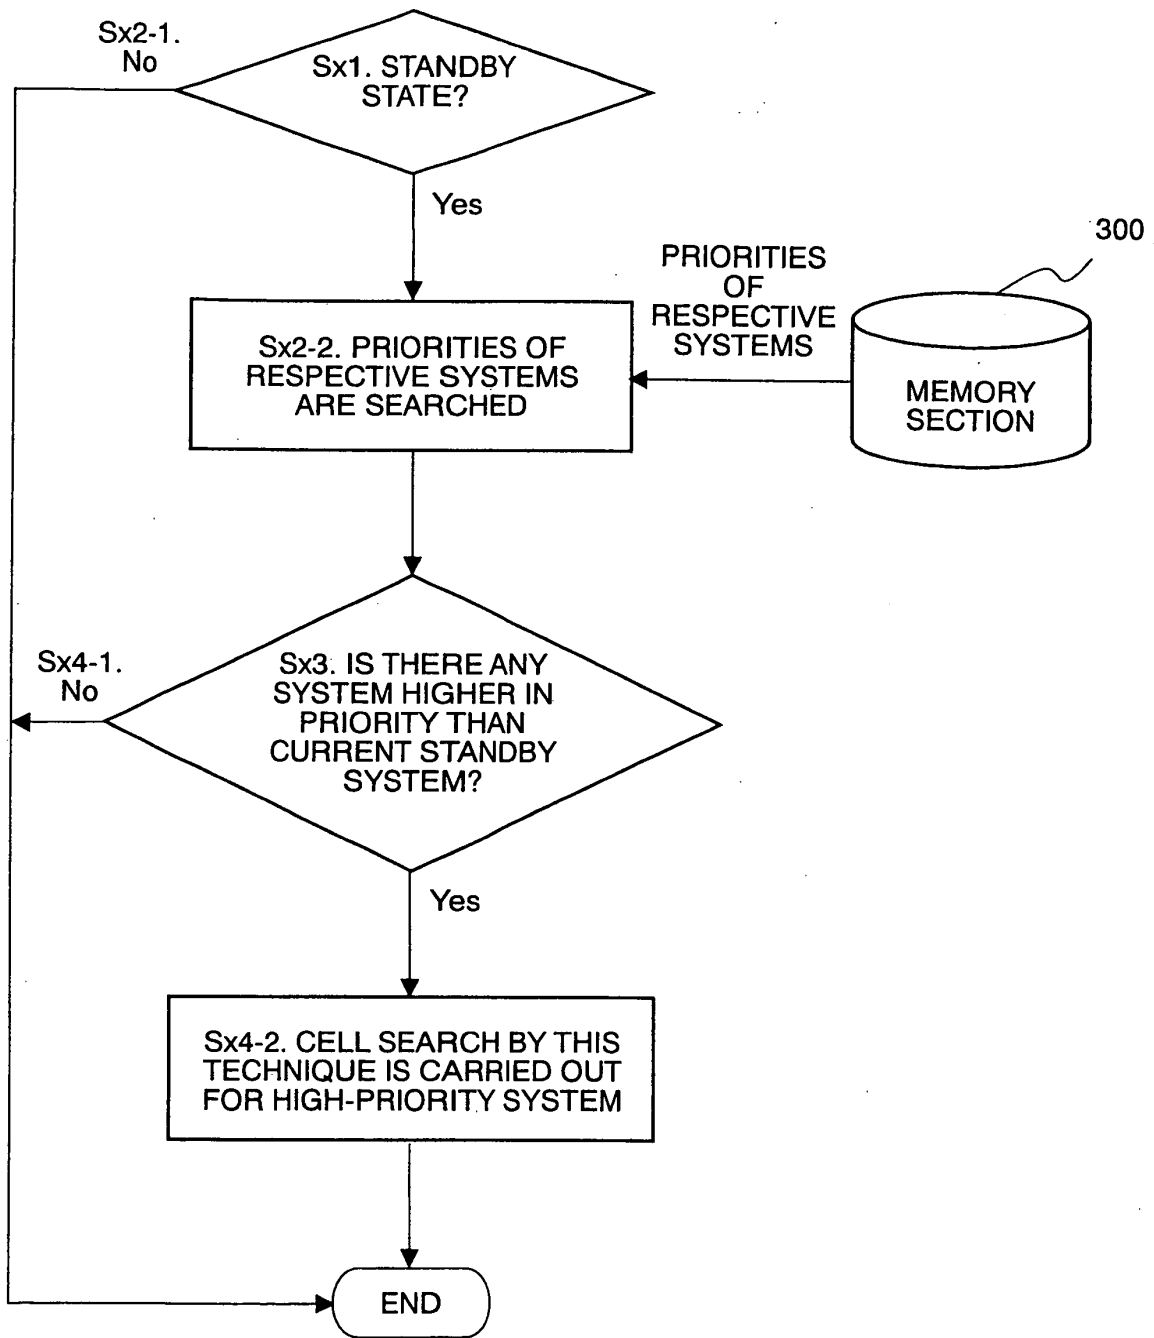 Sx2-1.
No
Sx1. STANDBY
STATE?
Yes
300
PRIORITIES
OF
RESPECTIVE
SYSTEMS
Sx2-2. PRIORITIES OF
RESPECTIVE SYSTEMS
ARE SEARCHED
MEMORY
SECTION
Sx4-1.
No
Sx3. IS THERE ANY
SYSTEM HIGHER IN
PRIORITY THAN
CURRENT STANDBY
SYSTEM?
Yes
Sx4-2. CELL SEARCH BY THIS
TECHNIQUE IS CARRIED OUT
FOR HIGH-PRIORITY SYSTEM
END